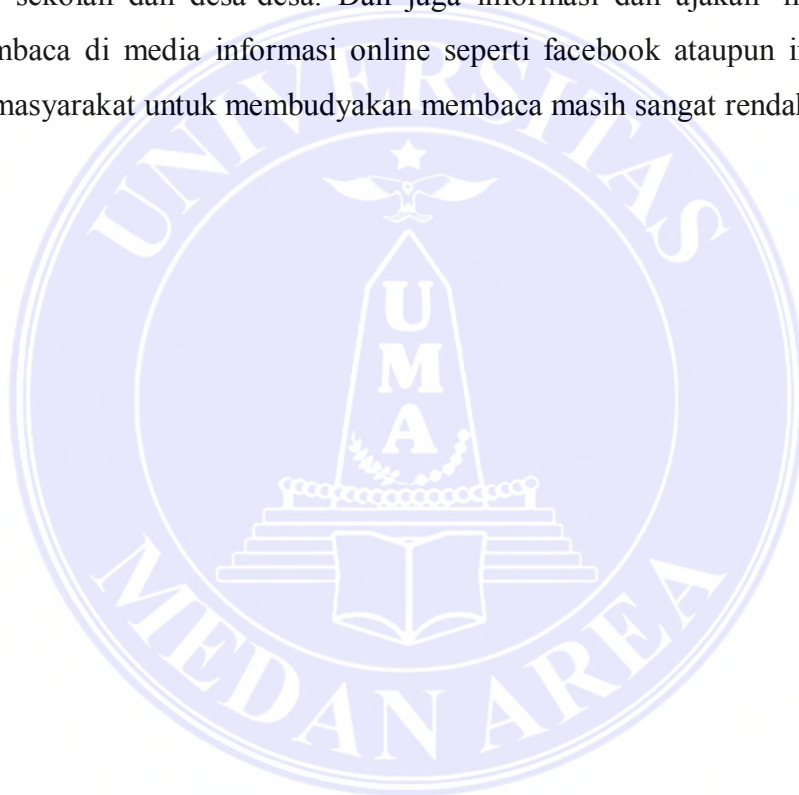 sekolah dan desa-desa. Dan juga informasi dan ajakan
mbaca di media informasi online seperti facebook ataupun
masyarakat untuk membudyakan membaca masih sangat
UNIVERSITAS
UMA
MEDAN AREA